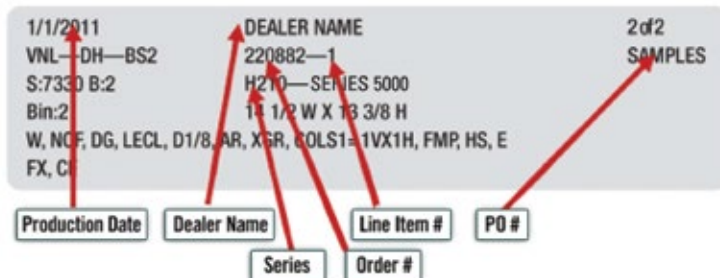 1/1/2011 DEALER NAME 2 of 2
VNL—DH—BS2 220882—1 SAMPLES
S:7330 B:2 H210—SERIES 5000
Bin:2 14 1/2 W X 13 3/8 H
W, NCF, DG, LECL, D1/8, AR, XGR, COLS1=1VX1H, FMP, HS, E
FX, CF
Production Date Dealer Name Line Item # PO #
Series Order #